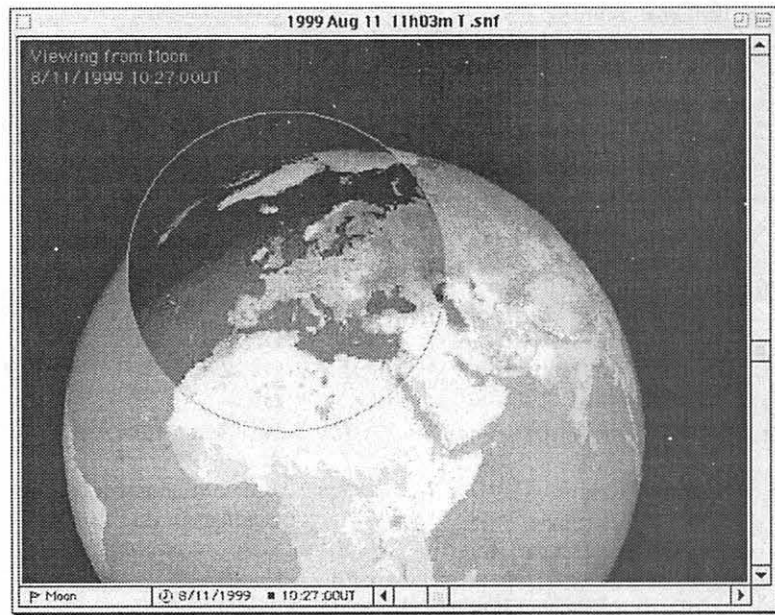 1999 Aug 11 11h03m T .snf
Viewing from Moon
8/11/1999 10:27:00UT
Moon
8/11/1999 10:27:00UT